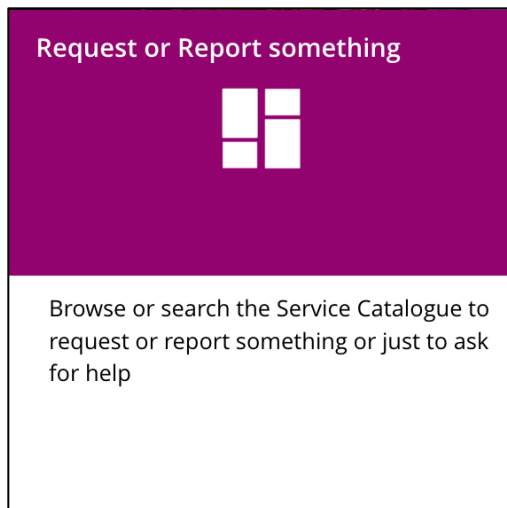 Request or Report something
Browse or search the Service Catalogue to
request or report something or just to ask
for help